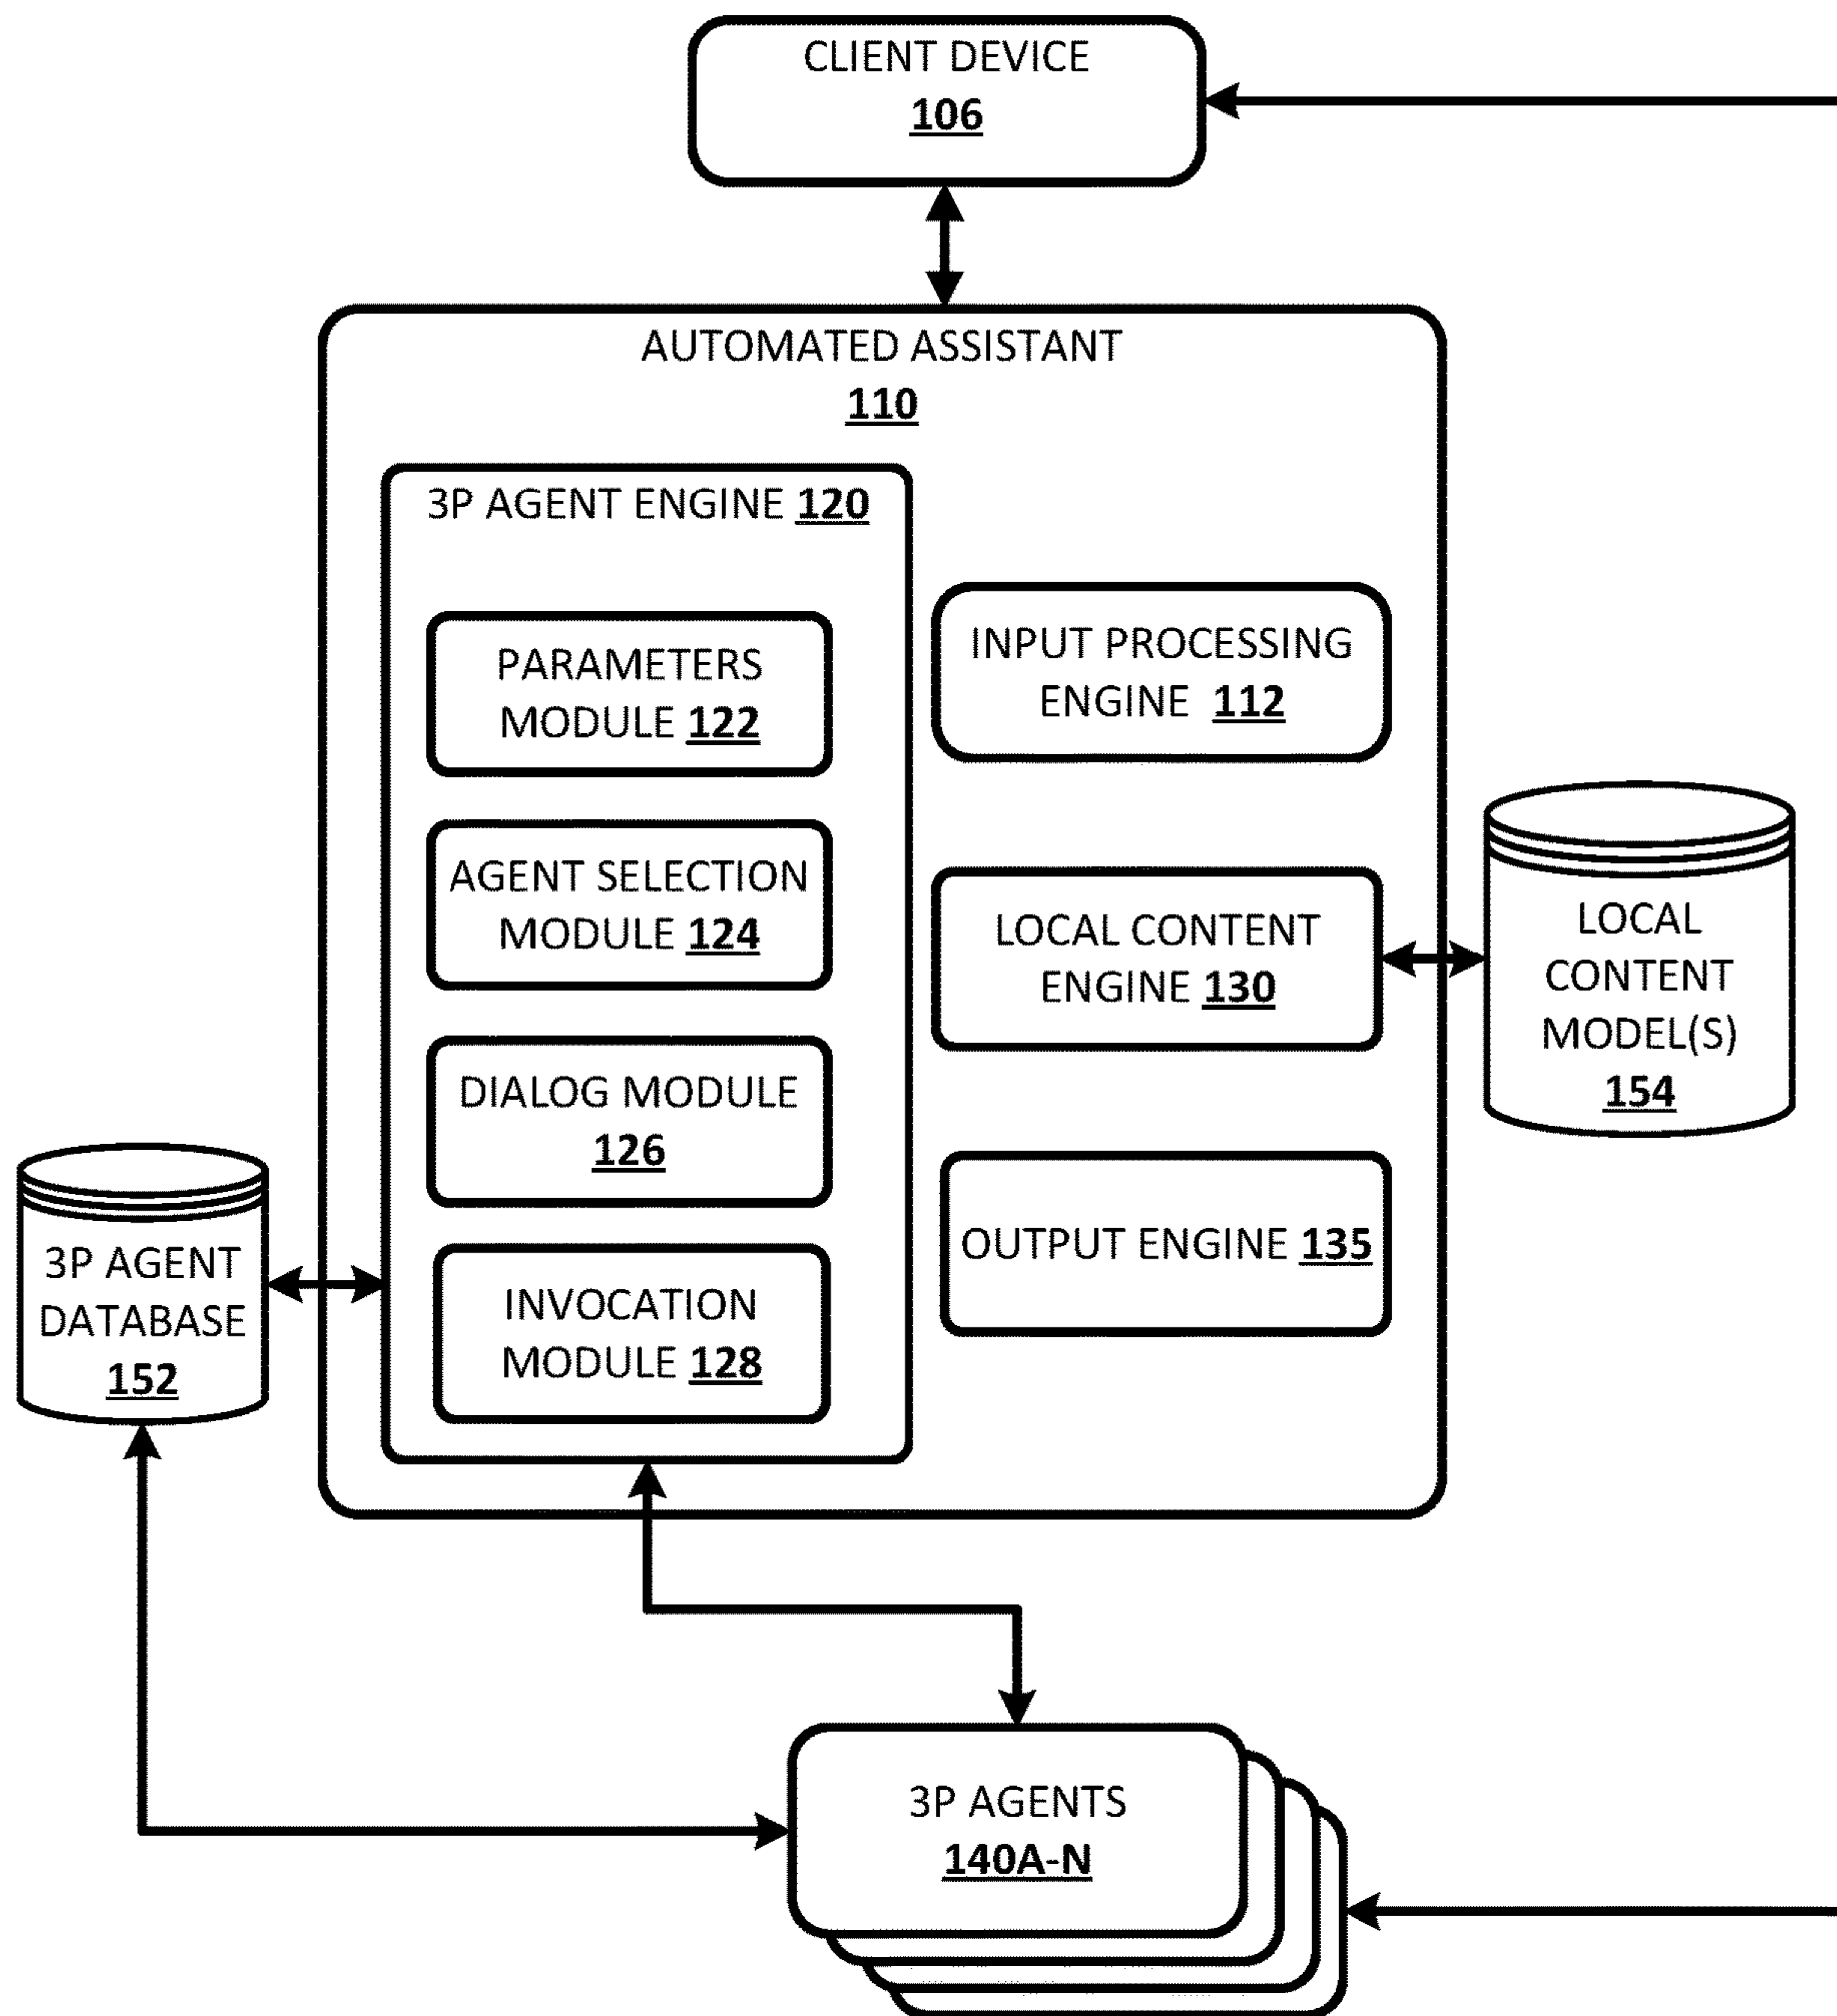 CLIENT DEVICE
106
AUTOMATED ASSISTANT
110
3P AGENT ENGINE 120
PARAMETERS
MODULE 122
AGENT SELECTION
MODULE 124
DIALOG MODULE
126
INVOCATION
MODULE 128
INPUT PROCESSING
ENGINE 112
LOCAL CONTENT
ENGINE 130
OUTPUT ENGINE 135
LOCAL
CONTENT
MODEL(S)
154
3P AGENT
DATABASE
152
3P AGENTS
140A-N